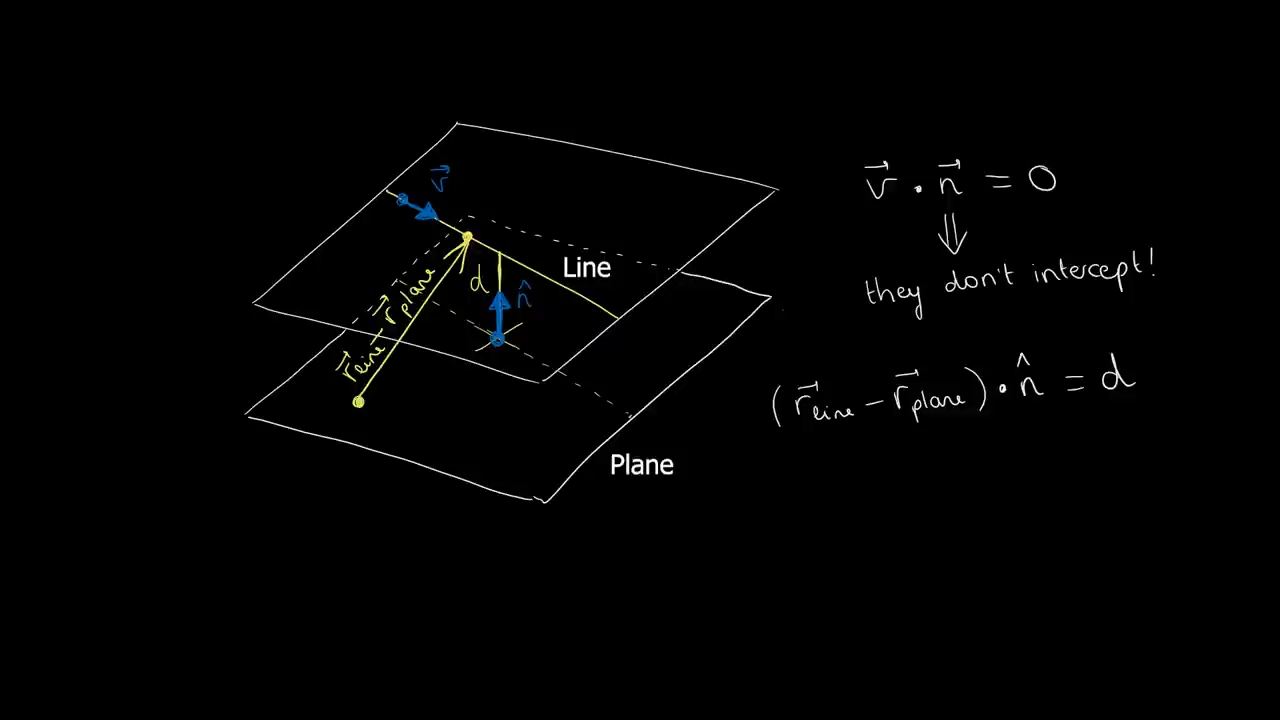 v⃗
Line
d
n̂
r⃗line − r⃗plane
Plane
v⃗ · n⃗ = 0
⇓
they don't intercept!
(r⃗line − r⃗plane) · n̂ = d